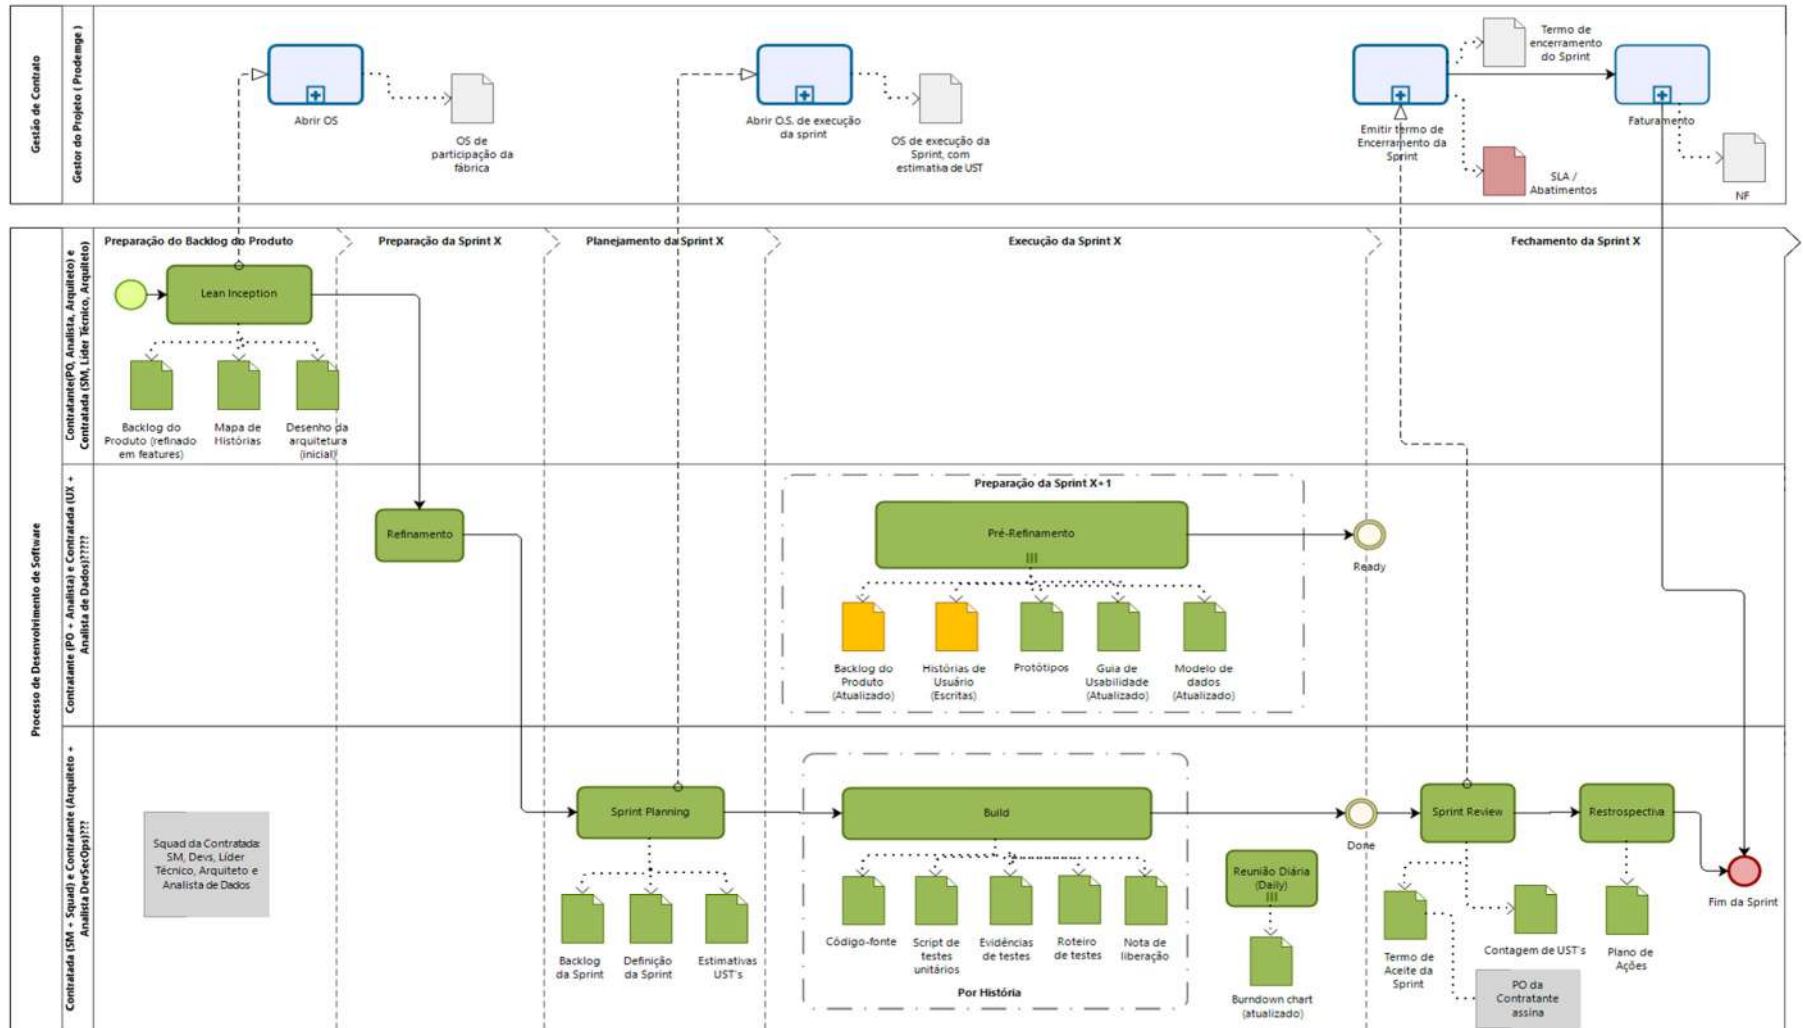 Gestão de Contrato
Gestor do Projeto ( Prodemge )
Abrir OS
OS de
participação da
fábrica
Abrir O.S. de execução
da sprint
OS de execução da
Sprint, com
estimativa de UST
Emitir termo de
Encerramento da
Sprint
Termo de
encerramento
do Sprint
SLA /
Abatimentos
Faturamento
NF
Processo de Desenvolvimento de Software
Preparação do Backlog do Produto
Preparação da Sprint X
Planejamento da Sprint X
Execução da Sprint X
Fechamento da Sprint X
Contratante(PO, Analista, Arquiteto) e
Contratada (SM, Líder Técnico, Arquiteto)
Lean Inception
Backlog do
Produto (refinado
em features)
Mapa de
Histórias
Desenho da
arquitetura
(inicial)
Contratante (PO + Analista) e Contratada (UX +
Analista de Dados)?????
Refinamento
Preparação da Sprint X+1
Pré-Refinamento
Ready
Backlog do
Produto
(Atualizado)
Histórias de
Usuário
(Escritas)
Protótipos
Guia de
Usabilidade
(Atualizado)
Modelo de
dados
(Atualizado)
Contratada (SM + Squad) e Contratante (Arquiteto +
Analista DevSecOps)???
Squad da Contratada:
SM, Devs, Líder
Técnico, Arquiteto e
Analista de Dados
Sprint Planning
Backlog
da Sprint
Definição
da Sprint
Estimativas
UST's
Build
Código-fonte
Script de
testes
unitários
Evidências
de testes
Roteiro
de testes
Nota de
liberação
Por História
Reunião Diária
(Daily)
Burndown chart
(atualizado)
Done
Sprint Review
Termo de
Aceite da
Sprint
Contagem de UST's
PO da
Contratante
assina
Restrospectiva
Plano de
Ações
Fim da Sprint